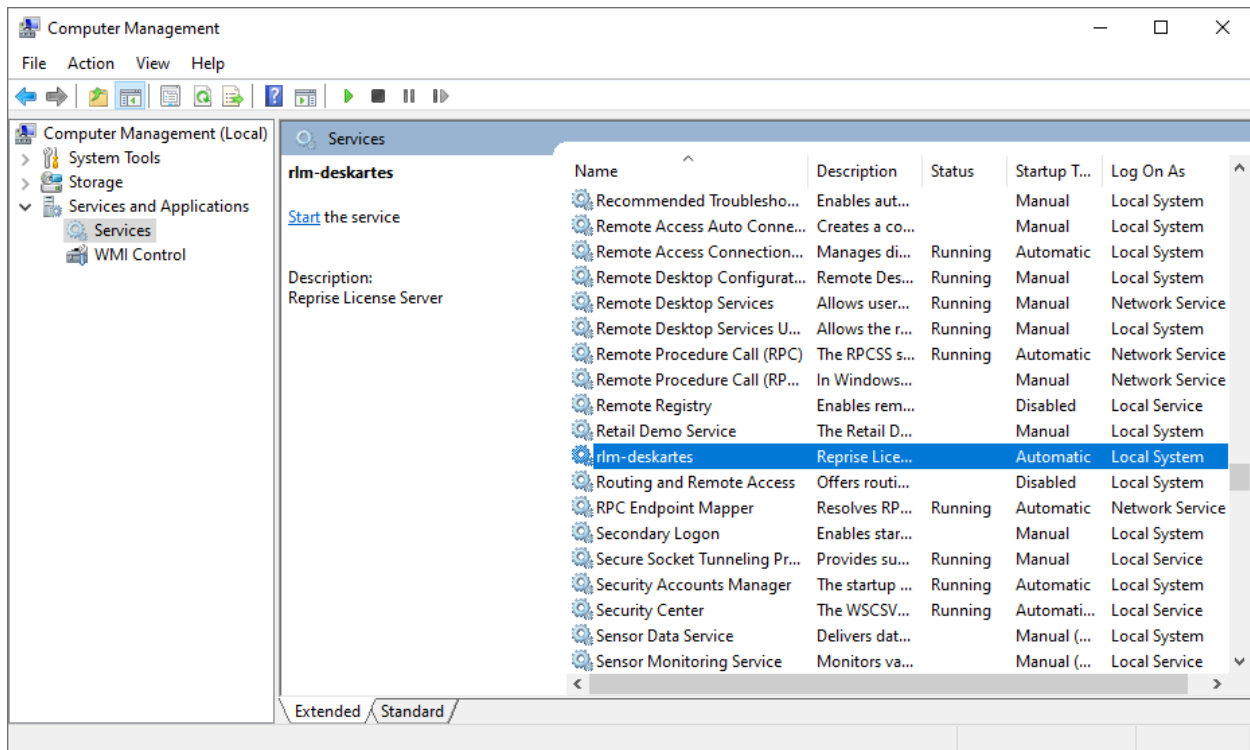 Computer Management
File Action View Help
Computer Management (Local)
System Tools
Storage
Services and Applications
Services
WMI Control
Services
rlm-deskartes
Start the service
Description:
Reprise License Server
Name Description Status Startup T... Log On As
Recommended Troublesho... Enables aut... Manual Local System
Remote Access Auto Conne... Creates a co... Manual Local System
Remote Access Connection... Manages di... Running Automatic Local System
Remote Desktop Configurat... Remote Des... Running Manual Local System
Remote Desktop Services Allows user... Running Manual Network Service
Remote Desktop Services U... Allows the r... Running Manual Local System
Remote Procedure Call (RPC) The RPCSS s... Running Automatic Network Service
Remote Procedure Call (RP... In Windows... Manual Network Service
Remote Registry Enables rem... Disabled Local Service
Retail Demo Service The Retail D... Manual Local System
rlm-deskartes Reprise Lice... Automatic Local System
Routing and Remote Access Offers routi... Disabled Local System
RPC Endpoint Mapper Resolves RP... Running Automatic Network Service
Secondary Logon Enables star... Manual Local System
Secure Socket Tunneling Pr... Provides su... Running Manual Local Service
Security Accounts Manager The startup ... Running Automatic Local System
Security Center The WSCSV... Running Automati... Local Service
Sensor Data Service Delivers dat... Manual (... Local System
Sensor Monitoring Service Monitors va... Manual (... Local Service
Extended Standard